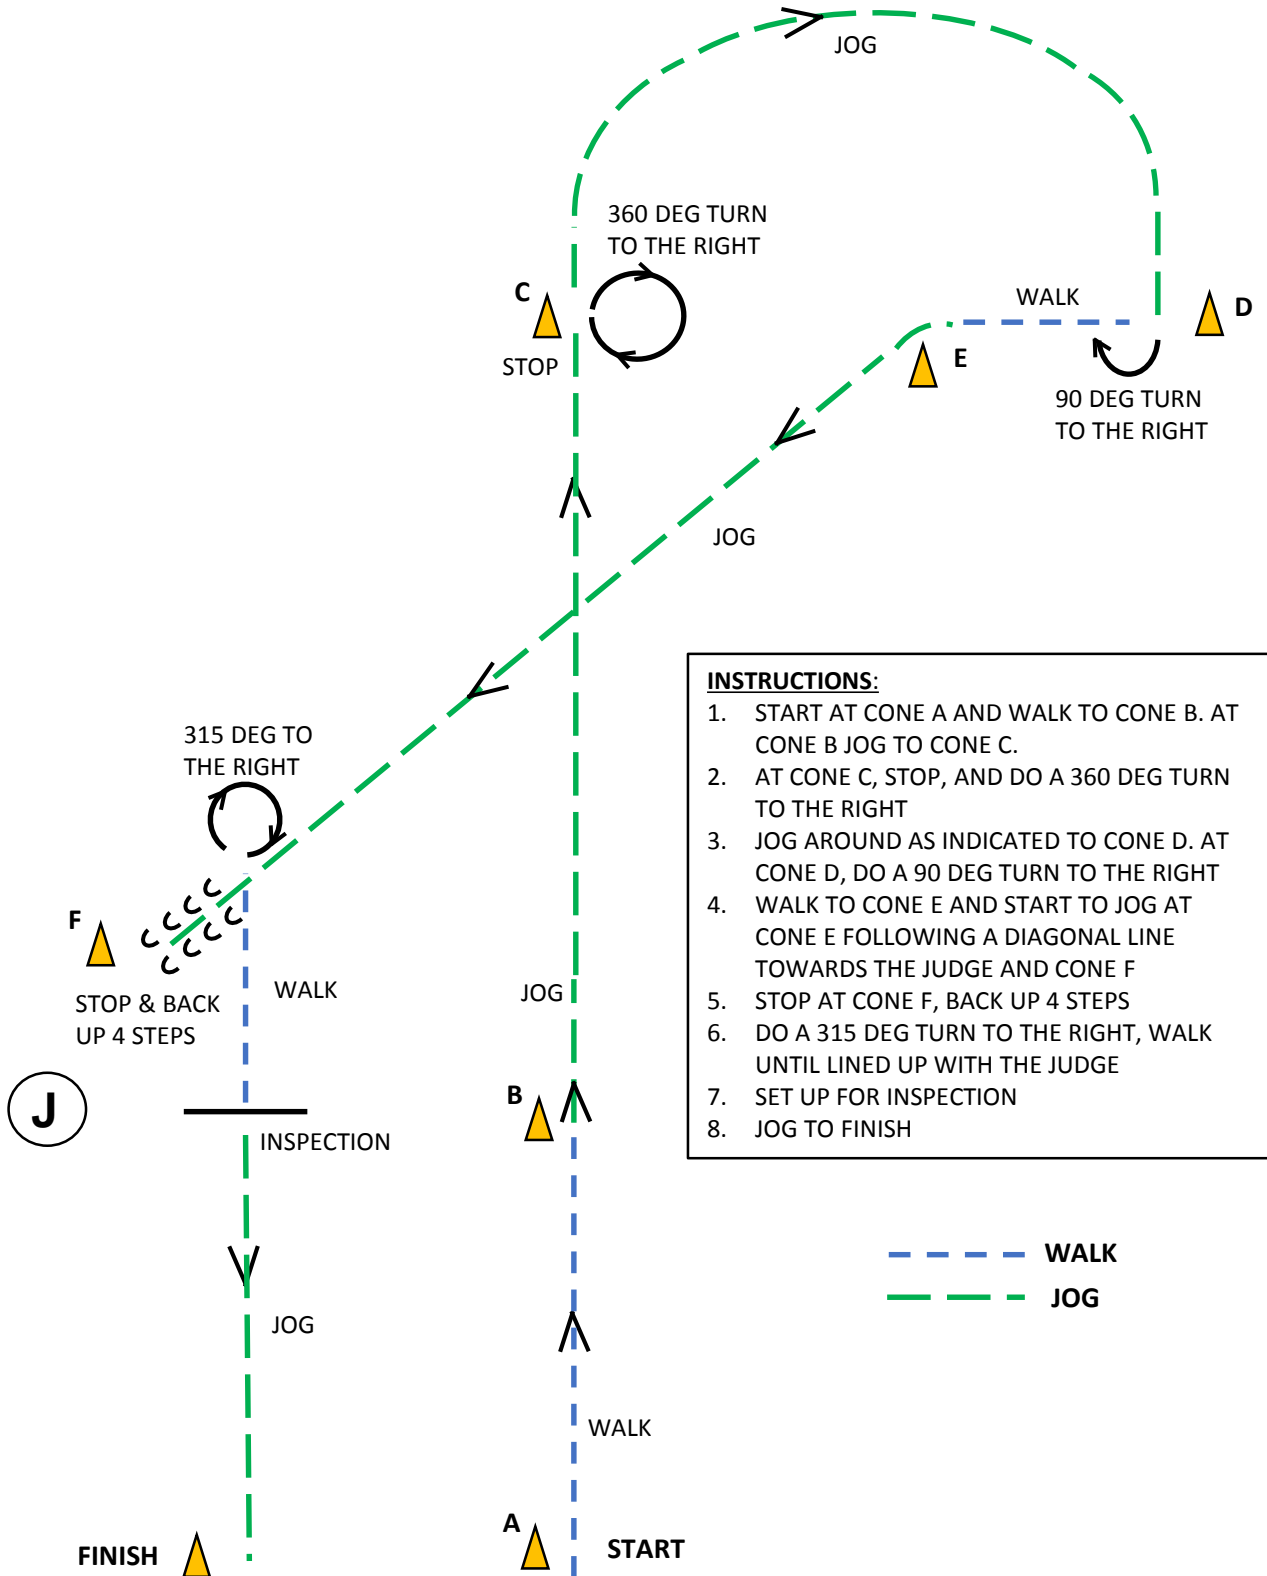 JOG
360 DEG TURN
TO THE RIGHT
C
STOP
WALK
D
E
90 DEG TURN
TO THE RIGHT
JOG
INSTRUCTIONS:
1. START AT CONE A AND WALK TO CONE B. AT
CONE B JOG TO CONE C.
2. AT CONE C, STOP, AND DO A 360 DEG TURN
TO THE RIGHT
3. JOG AROUND AS INDICATED TO CONE D. AT
CONE D, DO A 90 DEG TURN TO THE RIGHT
4. WALK TO CONE E AND START TO JOG AT
CONE E FOLLOWING A DIAGONAL LINE
TOWARDS THE JUDGE AND CONE F
5. STOP AT CONE F, BACK UP 4 STEPS
6. DO A 315 DEG TURN TO THE RIGHT, WALK
UNTIL LINED UP WITH THE JUDGE
7. SET UP FOR INSPECTION
8. JOG TO FINISH
315 DEG TO
THE RIGHT
F
STOP & BACK
UP 4 STEPS
WALK
JOG
J
B
INSPECTION
WALK
JOG
JOG
WALK
A
START
FINISH